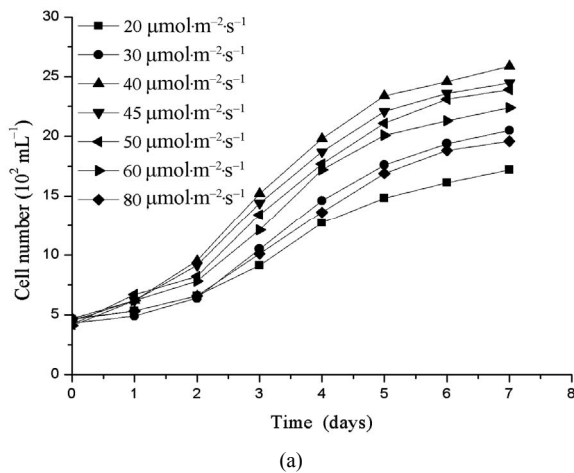 30
25
20
15
10
5
0
Cell number (10² mL⁻¹)
20 μmol·m⁻²·s⁻¹
30 μmol·m⁻²·s⁻¹
40 μmol·m⁻²·s⁻¹
45 μmol·m⁻²·s⁻¹
50 μmol·m⁻²·s⁻¹
60 μmol·m⁻²·s⁻¹
80 μmol·m⁻²·s⁻¹
0 1 2 3 4 5 6 7 8
Time (days)
(a)